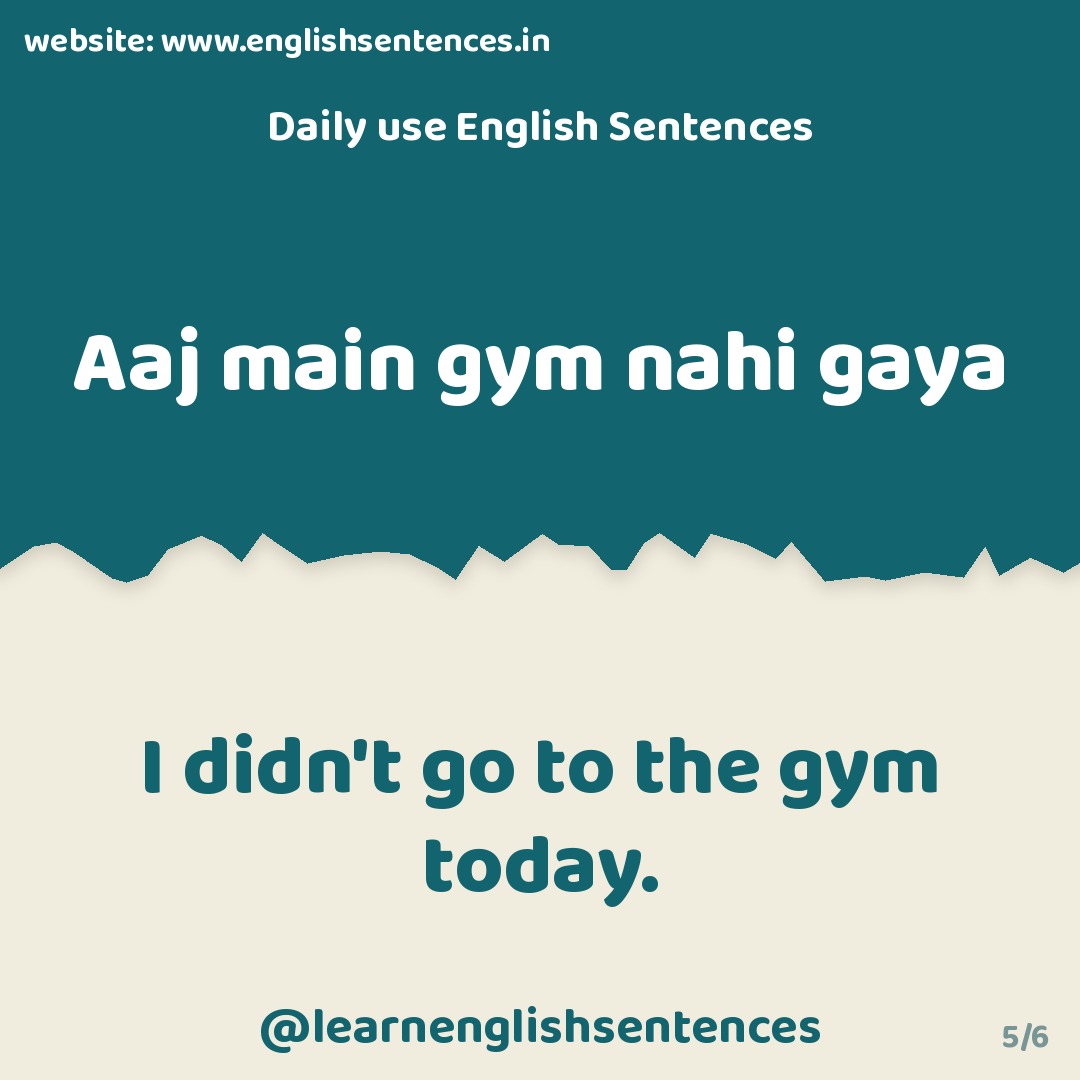 website: www.englishsentences.in
Daily use English Sentences
Aaj main gym nahi gaya
I didn't go to the gym
today.
@learnenglishsentences
5/6